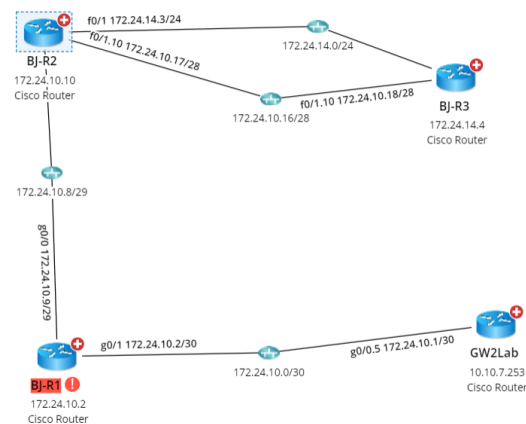 f0/1 172.24.14.3/24
172.24.14.0/24
BJ-R2
172.24.10.10
Cisco Router
f0/1.10 172.24.10.17/28
172.24.10.16/28
f0/1.10 172.24.10.18/28
BJ-R3
172.24.14.4
Cisco Router
172.24.10.8/29
g0/0 172.24.10.9/29
g0/1 172.24.10.2/30
172.24.10.0/30
g0/0.5 172.24.10.1/30
GW2Lab
10.10.7.253
Cisco Router
BJ-R1
172.24.10.2
Cisco Router